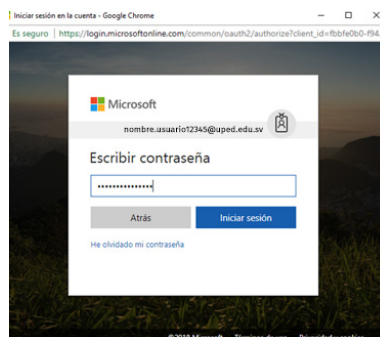 Iniciar sesión en la cuenta - Google Chrome
Es seguro | https://login.microsoftonline.com/common/oauth2/authorize?client_id=fbbfe0b0-f94
Microsoft
nombre.usuario12345@uped.edu.sv
Escribir contraseña
Atrás
Iniciar sesión
He olvidado mi contraseña
©2018 Microsoft Términos de uso Privacidad y cookies